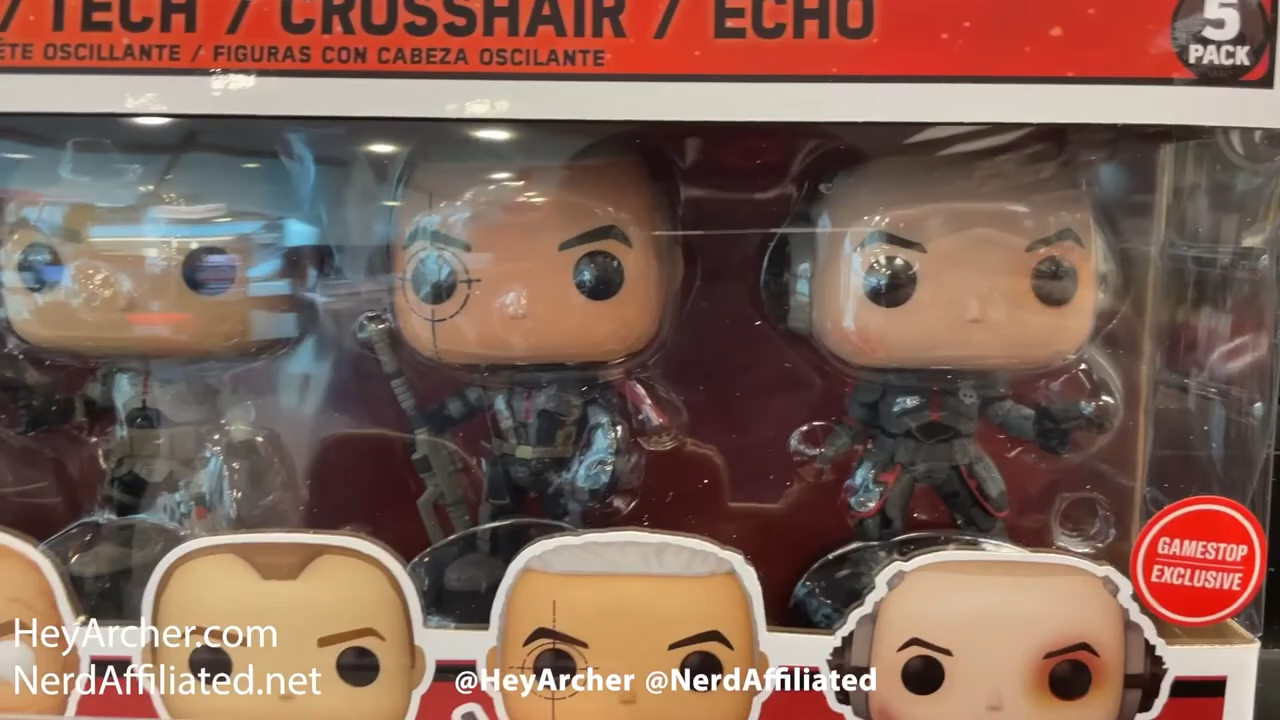 / TECH / CROSSHAIR / ECHO
ÊTE OSCILLANTE / FIGURAS CON CABEZA OSCILANTE
5
PACK
GAMESTOP
EXCLUSIVE
HeyArcher.com
NerdAffiliated.net
@HeyArcher @NerdAffiliated